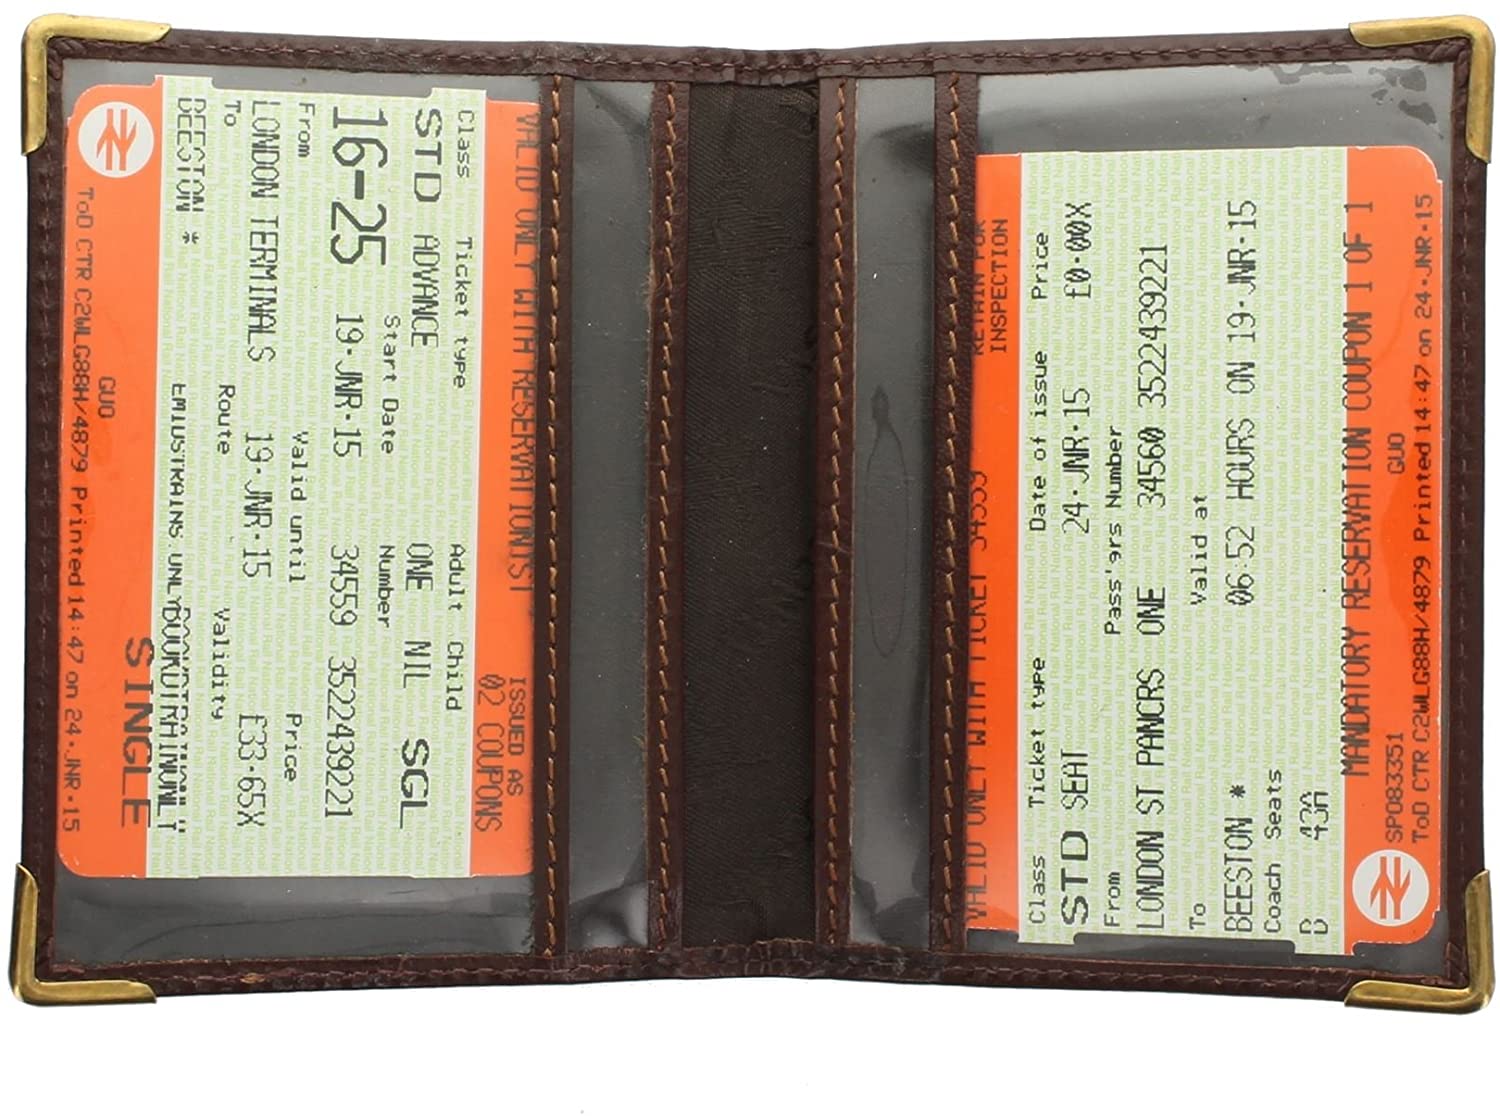 Class Ticket type Adult Child
STD ADVANCE ONE NIL SGL
Start Date Number
16-25 19·JNR·15 34559 3522439221
From Valid until Price
LONDON TERMINALS 19·JNR·15 £33·65X
To Route Validity
BEESTON * EMIDSTRAINS ONLY BOOKDTRAINONLY
SINGLE
GUO
ToD CTR C2WLG88H/4879 Printed 14:47 on 24·JNR·15
ISSUED AS
02 COUPONS
VALID ONLY WITH RESERVATION(S)
RETAIN FOR
INSPECTION
VALID ONLY WITH TICKET 34559
Class Ticket type Date of issue Price
STD SEAT 24·JNR·15 £0·00X
From Pass'ers Number
LONDON ST PANCRS ONE 34560 3522439221
To Valid at
BEESTON * 06:52 HOURS ON 19·JNR·15
Coach Seats
D 43A
MANDATORY RESERVATION COUPON 1 OF 1
SP083351 GUO
ToD CTR C2WLG88H/4879 Printed 14:47 on 24·JNR·15